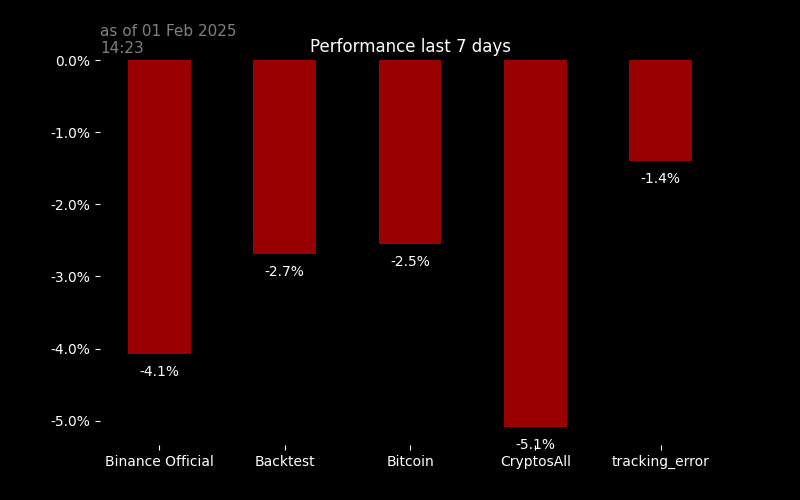 as of 01 Feb 2025
14:23
Performance last 7 days
0.0%
-1.0%
-2.0%
-3.0%
-4.0%
-5.0%
-4.1%
-2.7%
-2.5%
-5.1%
-1.4%
Binance Official
Backtest
Bitcoin
CryptosAll
tracking_error